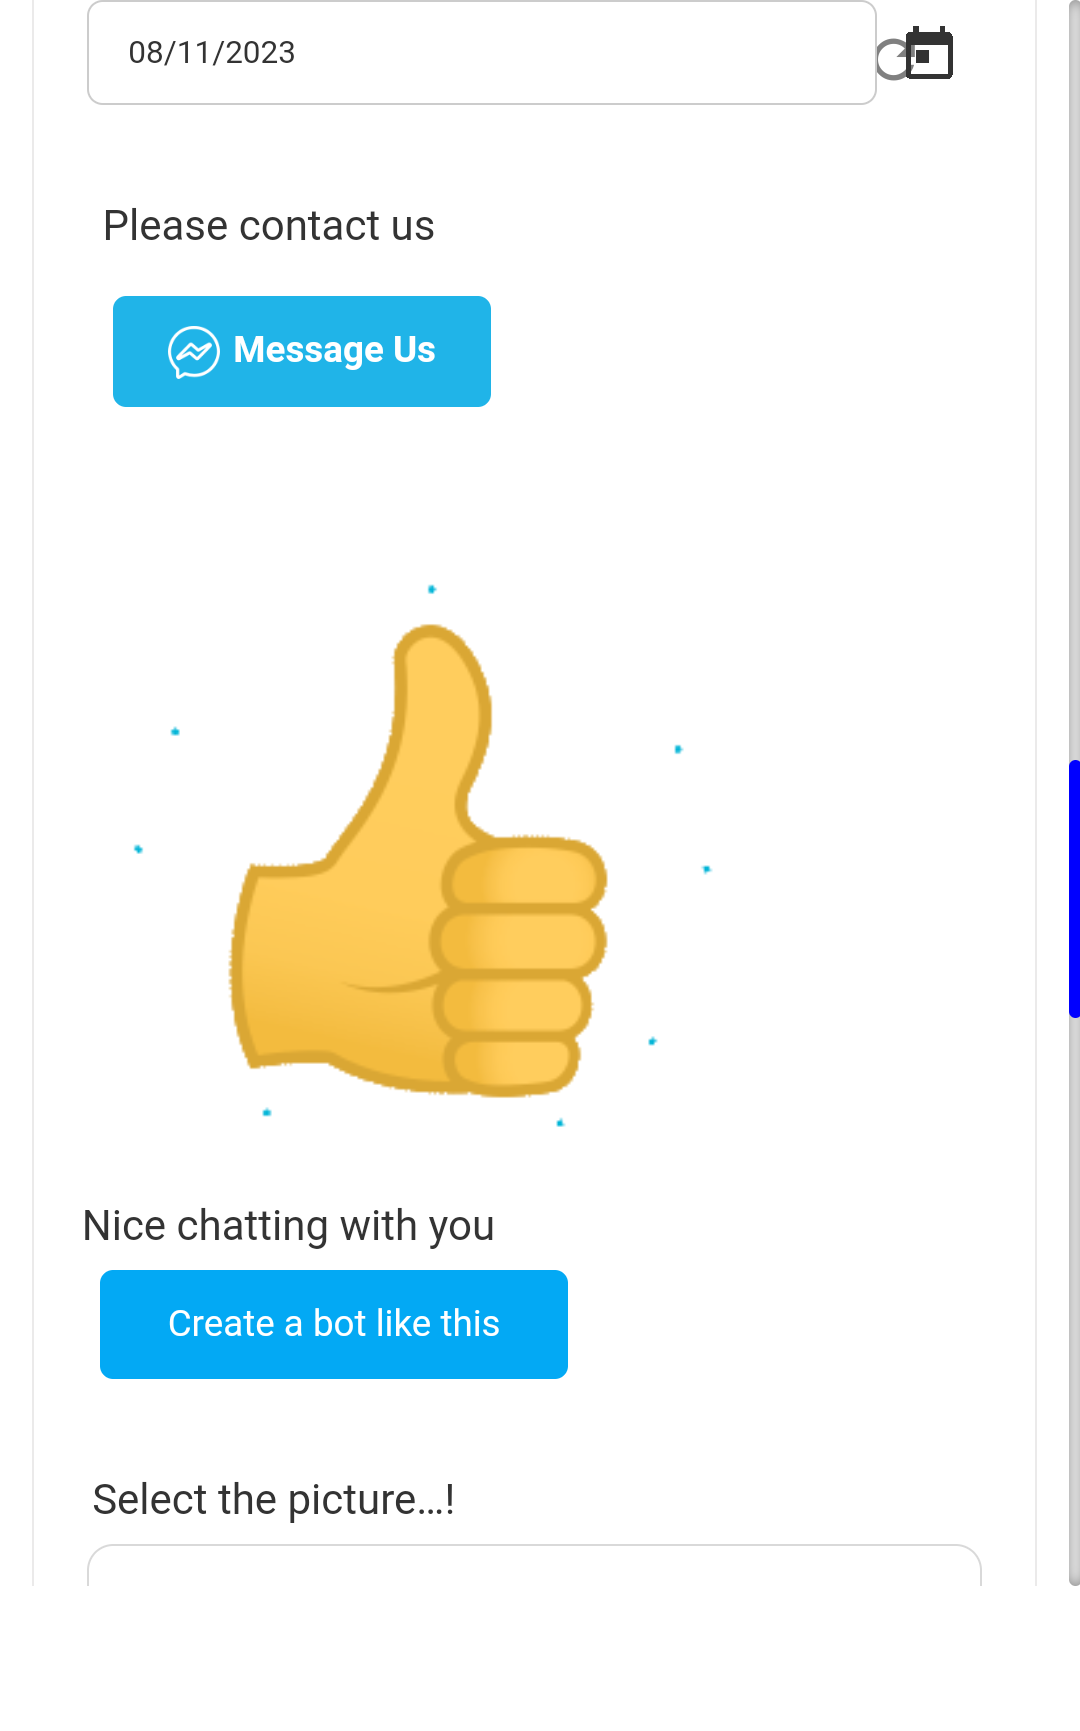 08/11/2023
Please contact us
Message Us
Nice chatting with you
Create a bot like this
Select the picture...!